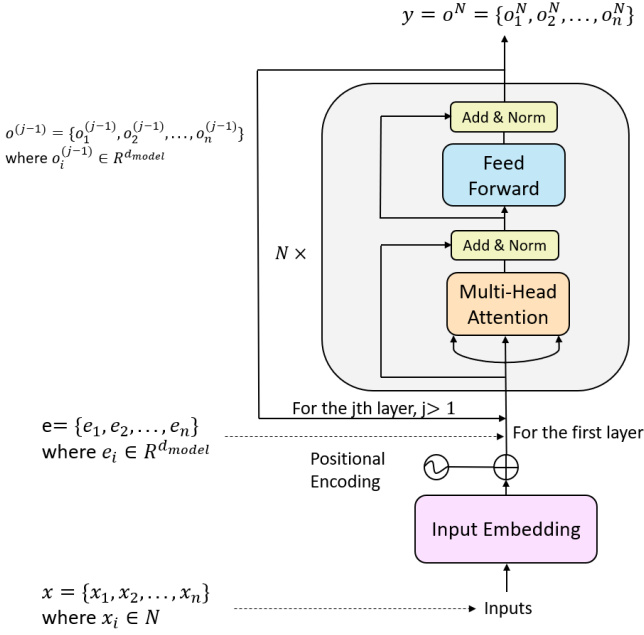 y = o^N = {o_1^N, o_2^N, ..., o_n^N}
Add & Norm
o^(j−1) = {o_1^(j−1), o_2^(j−1), ..., o_n^(j−1)}
where o_i^(j−1) ∈ R^{d_model}
Feed
Forward
N ×
Add & Norm
Multi-Head
Attention
For the jth layer, j> 1
e= {e_1, e_2, ..., e_n}
where e_i ∈ R^{d_model}
For the first layer
Positional
Encoding
Input Embedding
x = {x_1, x_2, ..., x_n}
where x_i ∈ N
Inputs